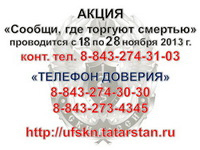 АКЦИЯ
«Сообщи, где торгуют смертью»
проводится с 18 по 28 ноября 2013 г.
конт. тел. 8-843-274-31-03
«ТЕЛЕФОН ДОВЕРИЯ»
8-843-274-30-30
8-843-273-4345
http://ufskn.tatarstan.ru